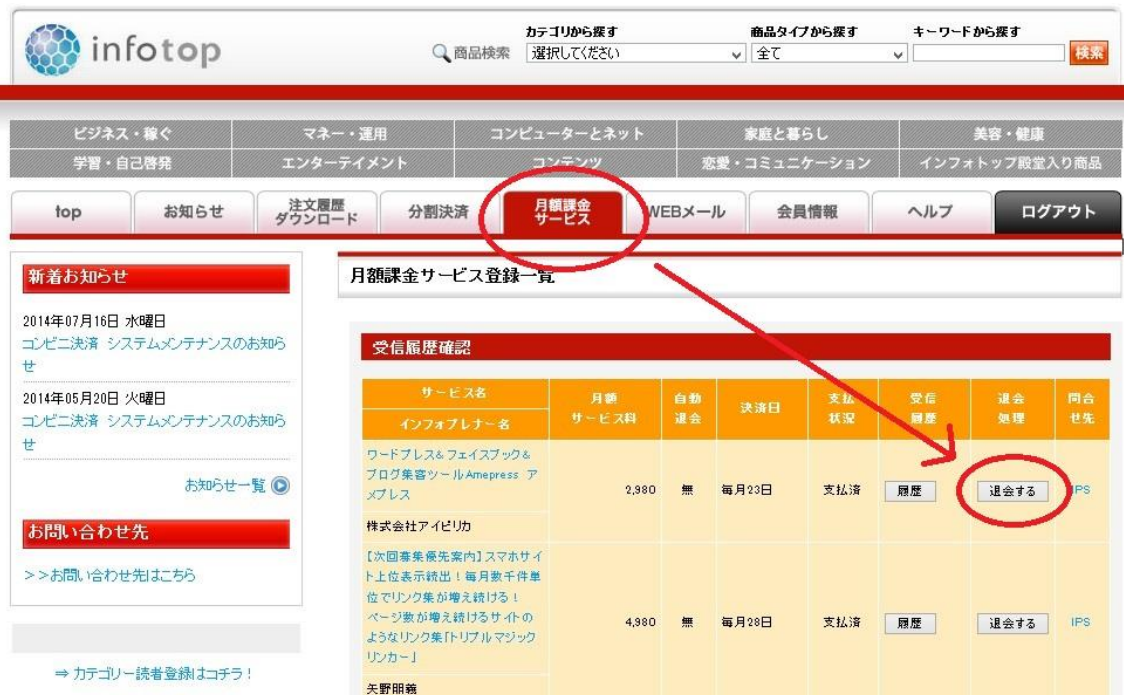 infotop
商品検索
カテゴリから探す
選択してください
商品タイプから探す
全て
キーワードから探す
検索
ビジネス・稼ぐ
マネー・運用
コンピューターとネット
家庭と暮らし
美容・健康
学習・自己啓発
エンターテイメント
コンテンツ
恋愛・コミュニケーション
インフォトップ殿堂入り商品
top
お知らせ
注文履歴
ダウンロード
分割決済
月額課金
サービス
WEBメール
会員情報
ヘルプ
ログアウト
新着お知らせ
2014年07月16日 水曜日
コンビニ決済 システムメンテナンスのお知ら
せ
2014年05月20日 火曜日
コンビニ決済 システムメンテナンスのお知ら
せ
お知らせ一覧
お問い合わせ先
>>お問い合わせ先はこちら
⇒ カテゴリー読者登録はコチラ！
月額課金サービス登録一覧
受信履歴確認
サービス名
インフォプレナー名
月額
サービス料
自動
退会
決済日
支払
状況
受信
履歴
退会
処理
問合
せ先
ワードプレス&フェイスブック&
ブログ集客ツールAmepress ア
メプレス
株式会社アイピリカ
2,980
無
毎月23日
支払済
履歴
退会する
IPS
【次回募集優先案内】スマホサイ
ト上位表示続出！毎月数千件単
位でリンク集が増え続ける！
ページ数が増え続けるサイトの
ようなリンク集「トリプルマジック
リンカー」
矢野朋義
4,980
無
毎月28日
支払済
履歴
退会する
IPS